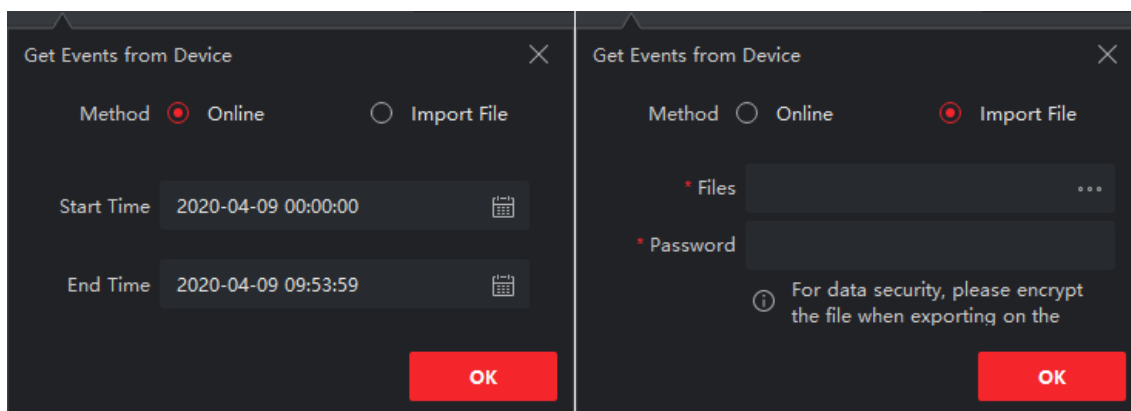 Get Events from Device
Method Online Import File
Start Time 2020-04-09 00:00:00
End Time 2020-04-09 09:53:59
OK
Get Events from Device
Method Online Import File
* Files
* Password
For data security, please encrypt
the file when exporting on the
OK